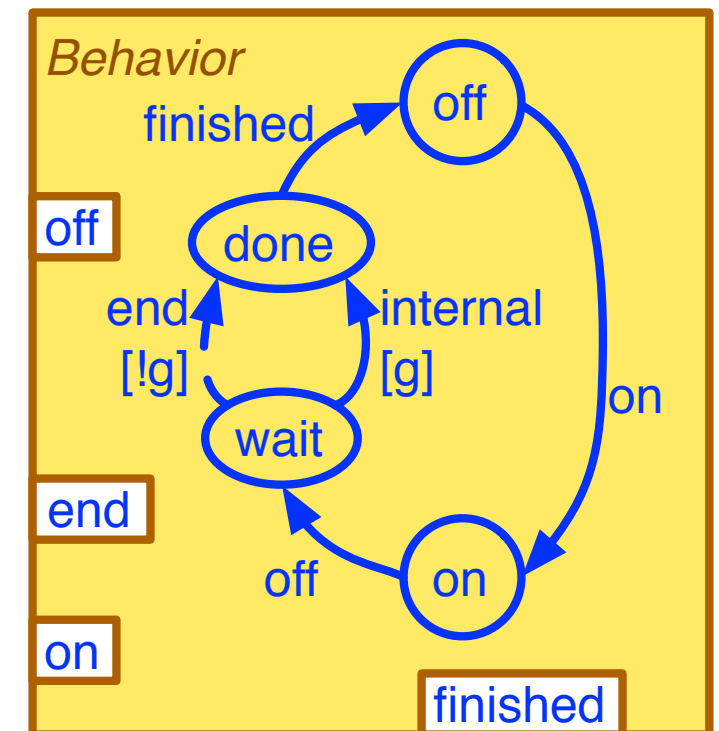 Behavior
off
finished
off
done
end
internal
[!g]
[g]
on
wait
end
off
on
on
finished